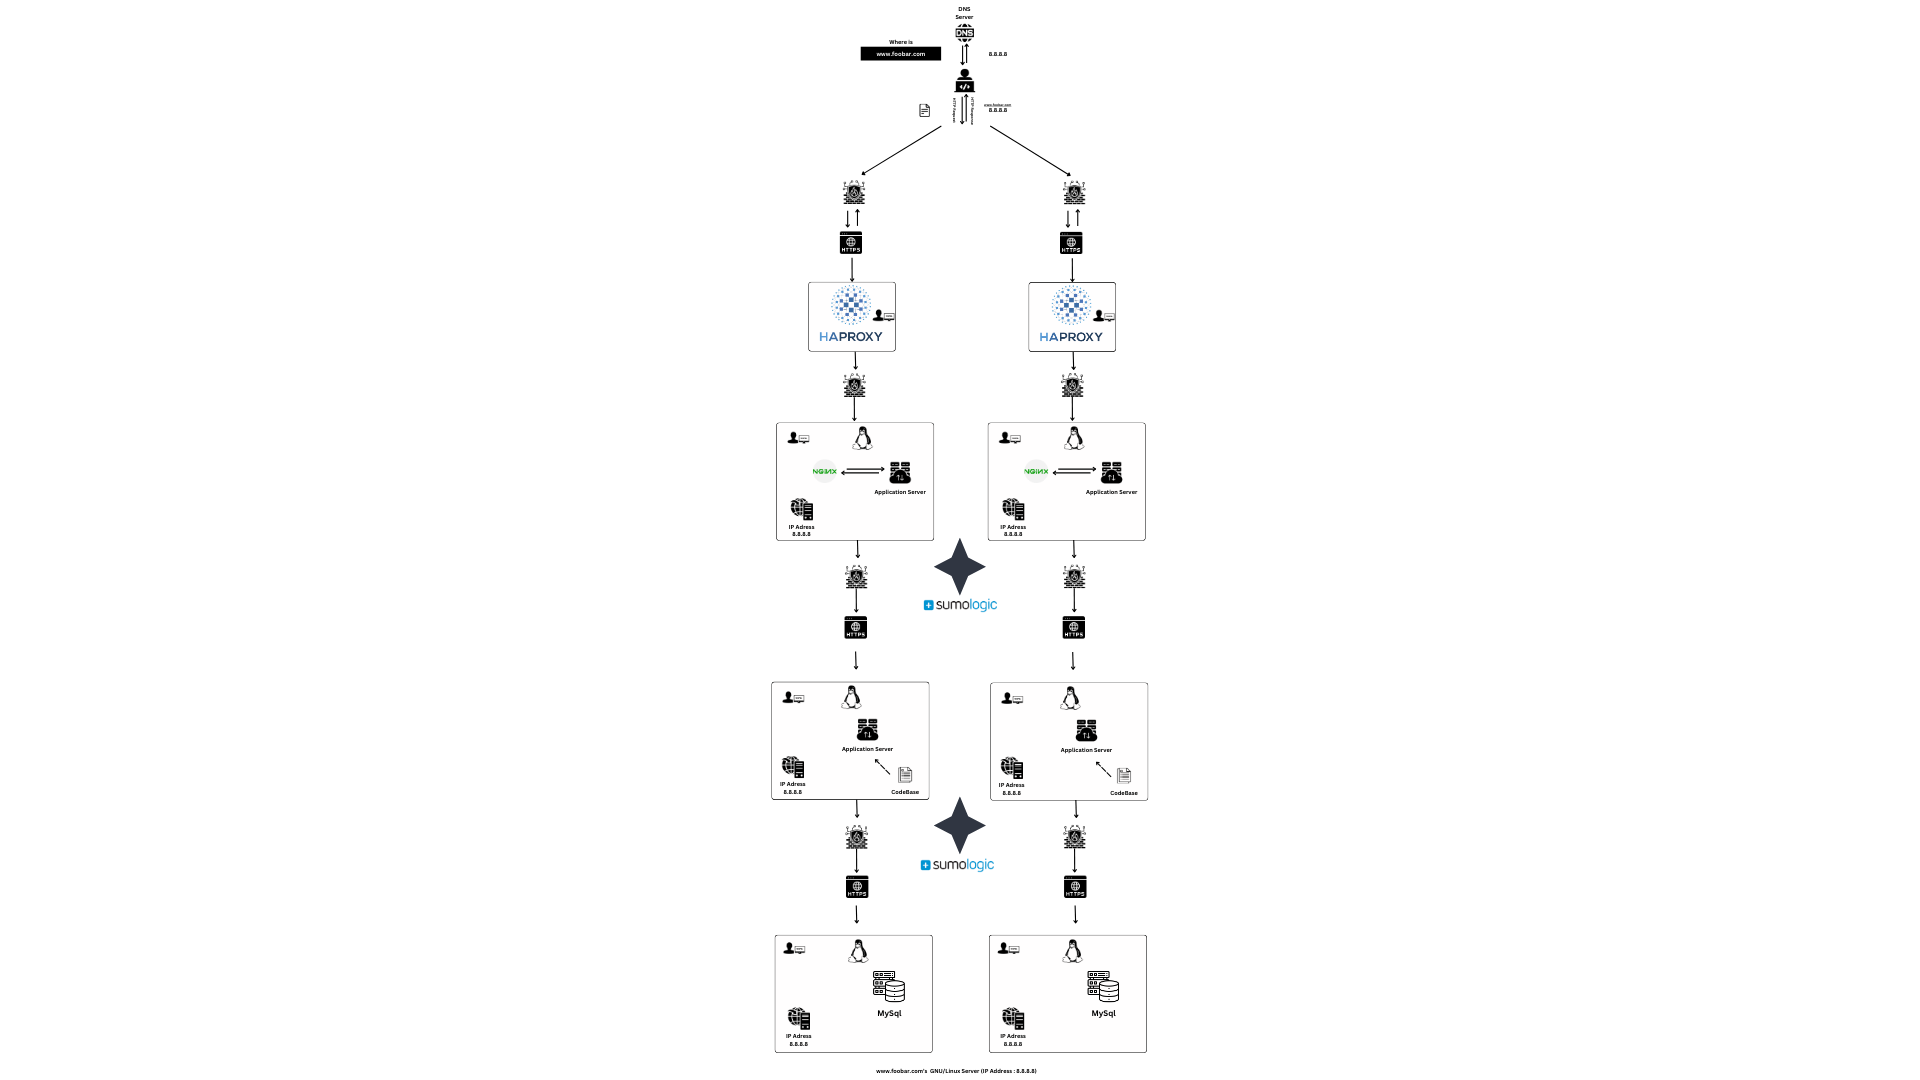 DNS
Server
DNS
Where is
www.foobar.com
8.8.8.8
HTTP Request
HTTP Response
www.foobar.com
8.8.8.8
HTTPS
HTTPS
HAPROXY
HAPROXY
NGINX
Application Server
IP Adress
8.8.8.8
NGINX
Application Server
IP Adress
8.8.8.8
sumologic
HTTPS
HTTPS
Application Server
IP Adress
8.8.8.8
CodeBase
Application Server
IP Adress
8.8.8.8
CodeBase
sumologic
HTTPS
HTTPS
MySql
IP Adress
8.8.8.8
MySql
IP Adress
8.8.8.8
www.foobar.com's GNU/Linux Server (IP Address : 8.8.8.8)